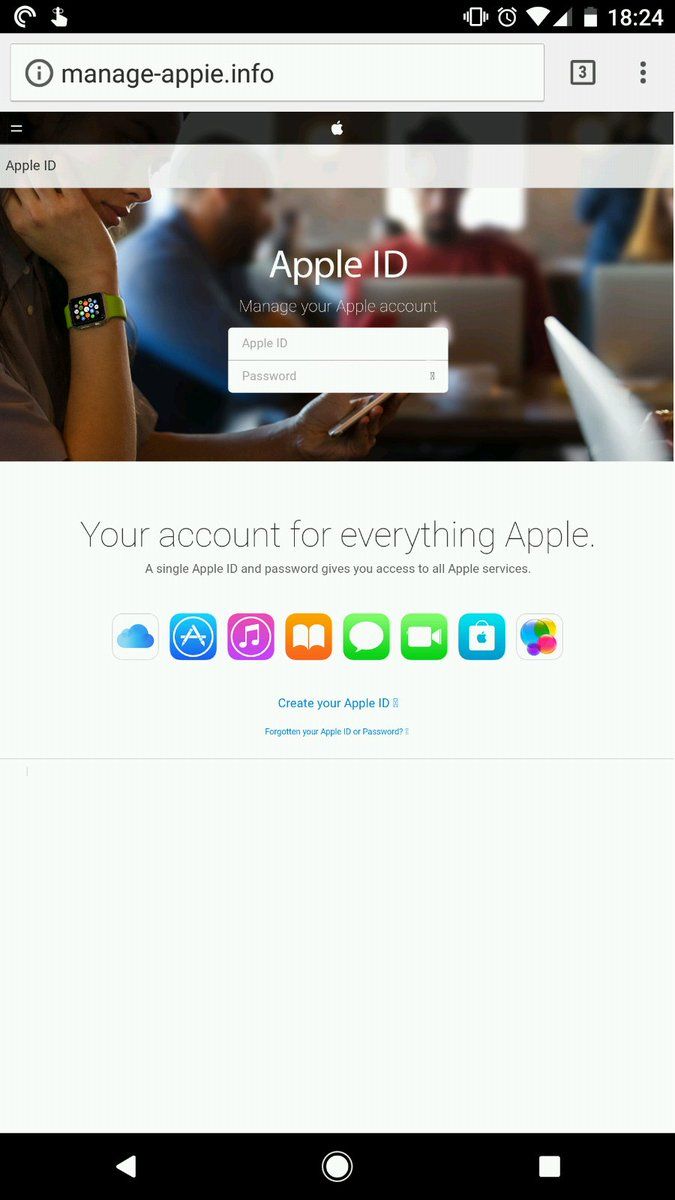 18:24
manage-appie.info
3
Apple ID
Apple ID
Manage your Apple account
Apple ID
Password
Your account for everything Apple.
A single Apple ID and password gives you access to all Apple services.
Create your Apple ID
Forgotten your Apple ID or Password?